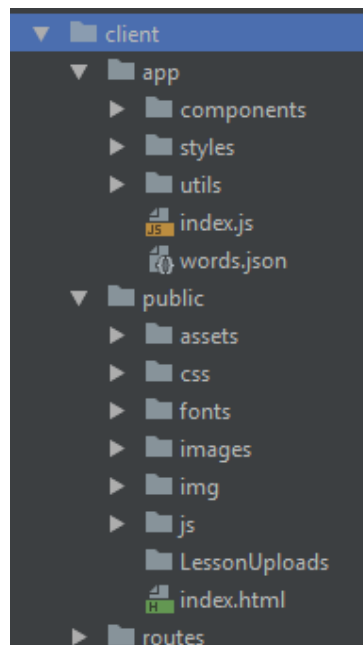 client
app
components
styles
utils
JS index.js
words.json
public
assets
css
fonts
images
img
js
LessonUploads
H index.html
routes